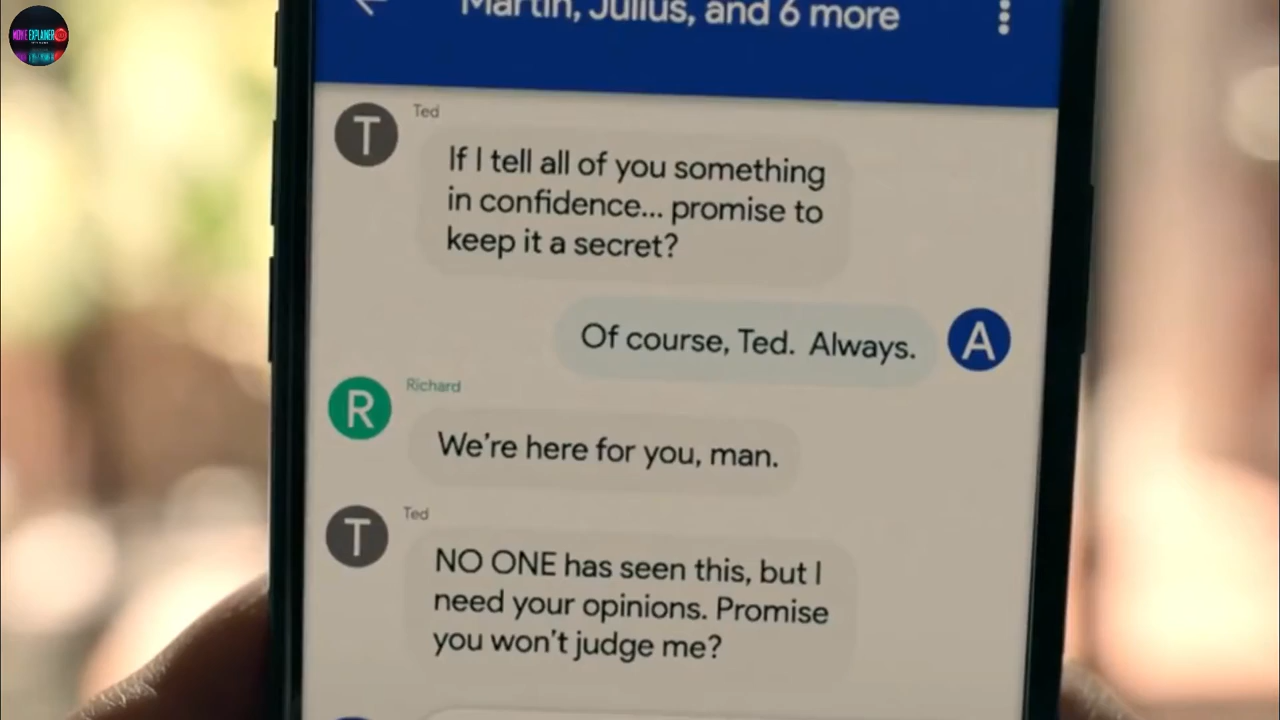 MOVIE EXPLAINER
Martin, Julius, and 6 more
T
Ted
If I tell all of you something
in confidence... promise to
keep it a secret?
Of course, Ted. Always.
A
Richard
R
We're here for you, man.
Ted
T
NO ONE has seen this, but I
need your opinions. Promise
you won't judge me?